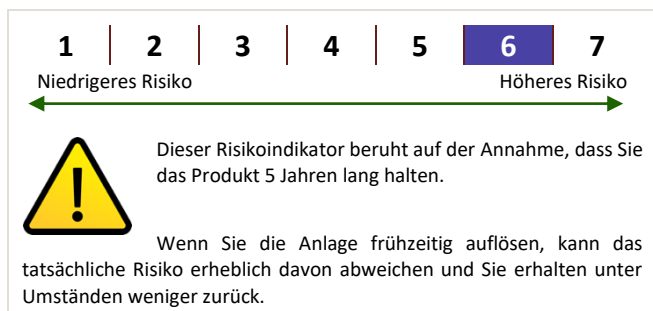 1 2 3 4 5 6 7
Niedrigeres Risiko Höheres Risiko
Dieser Risikoindikator beruht auf der Annahme, dass Sie
das Produkt 5 Jahren lang halten.
Wenn Sie die Anlage frühzeitig auflösen, kann das
tatsächliche Risiko erheblich davon abweichen und Sie erhalten unter
Umständen weniger zurück.